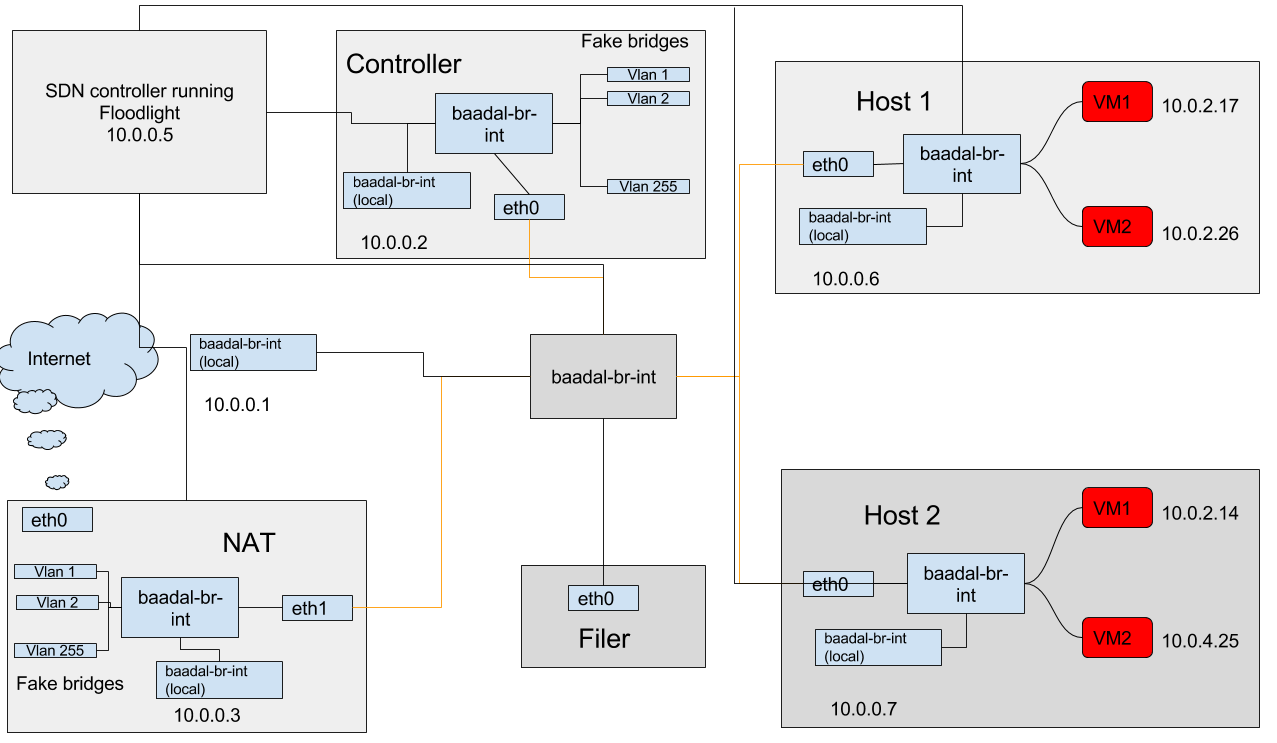 SDN controller running
Floodlight
10.0.0.5
Controller
Fake bridges
Vlan 1
Vlan 2
Vlan 255
baadal-br-
int
baadal-br-int
(local)
eth0
10.0.0.2
Host 1
eth0
baadal-br-
int
baadal-br-int
(local)
10.0.0.6
VM1
10.0.2.17
VM2
10.0.2.26
Internet
baadal-br-int
(local)
10.0.0.1
baadal-br-int
eth0
NAT
Vlan 1
Vlan 2
Vlan 255
Fake bridges
baadal-br-
int
eth1
baadal-br-int
(local)
10.0.0.3
eth0
Filer
Host 2
eth0
baadal-br-
int
baadal-br-int
(local)
10.0.0.7
VM1
10.0.2.14
VM2
10.0.4.25